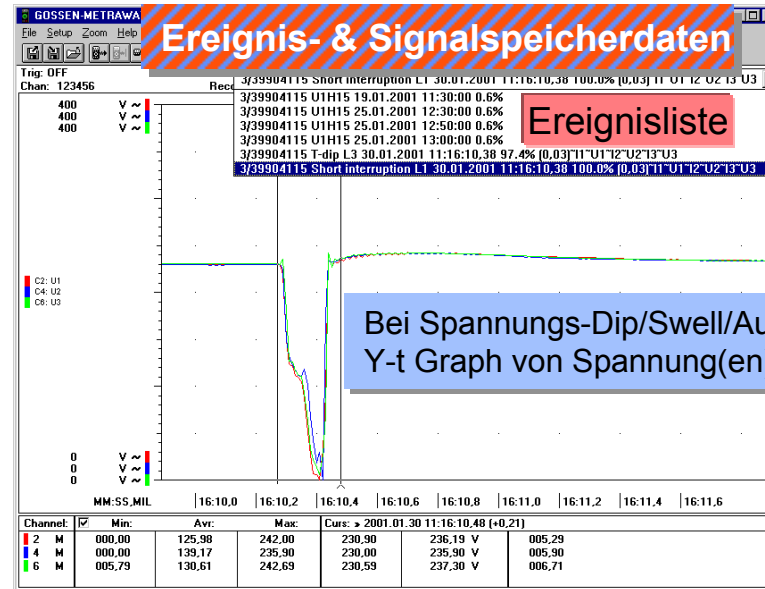 GOSSEN-METRAWA
Ereignis- & Signalspeicherdaten
File Setup Zoom Help
Trig: OFF
Chan: 123456
Rece
3/39904115 Short interruption L1 30.01.2001 11:16:10,38 100.0% (0,03)~I1~U1~I2~U2~I3~U3
3/39904115 U1H15 19.01.2001 11:30:00 0.6%
3/39904115 U1H15 25.01.2001 12:30:00 0.6%
3/39904115 U1H15 25.01.2001 12:50:00 0.6%
3/39904115 U1H15 25.01.2001 13:00:00 0.6%
3/39904115 T-dip L3 30.01.2001 11:16:10,38 97.4% (0,03)~I1~U1~I2~U2~I3~U3
3/39904115 Short interruption L1 30.01.2001 11:16:10,38 100.0% (0,03)~I1~U1~I2~U2~I3~U3
Ereignisliste
400 V ~
400 V ~
400 V ~
C2: U1
C4: U2
C6: U3
Bei Spannungs-Dip/Swell/Au
Y-t Graph von Spannung(en
0 V ~
0 V ~
0 V ~
MM:SS,MIL 16:10,0 16:10,2 16:10,4 16:10,6 16:10,8 16:11,0 16:11,2 16:11,4 16:11,6
Channel: Min: Avr: Max: Curs: » 2001.01.30 11:16:10,48 (+0,21)
2 M 000,00 125,98 242,00 230,90 236,19 V 005,29
4 M 000,00 139,17 235,90 230,00 235,90 V 005,90
6 M 005,79 130,61 242,69 230,59 237,30 V 006,71